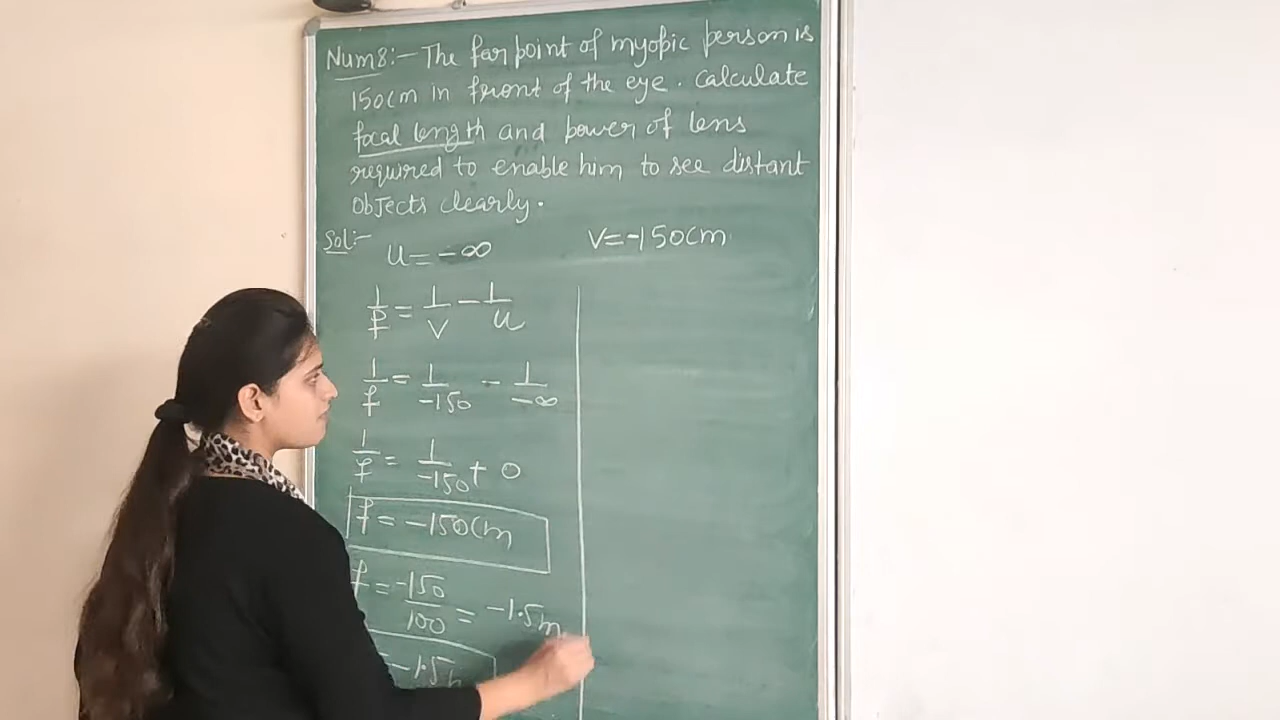 Num8:- The far point of myopic person is
150cm in front of the eye. Calculate
focal length and power of lens
required to enable him to see distant
objects clearly.
Sol:- u = -∞ v = -150cm
1/f = 1/v - 1/u
1/f = 1/-150 - 1/-∞
1/f = 1/-150 + 0
f = -150cm
f = -150/100 = -1.5m
= -1.5